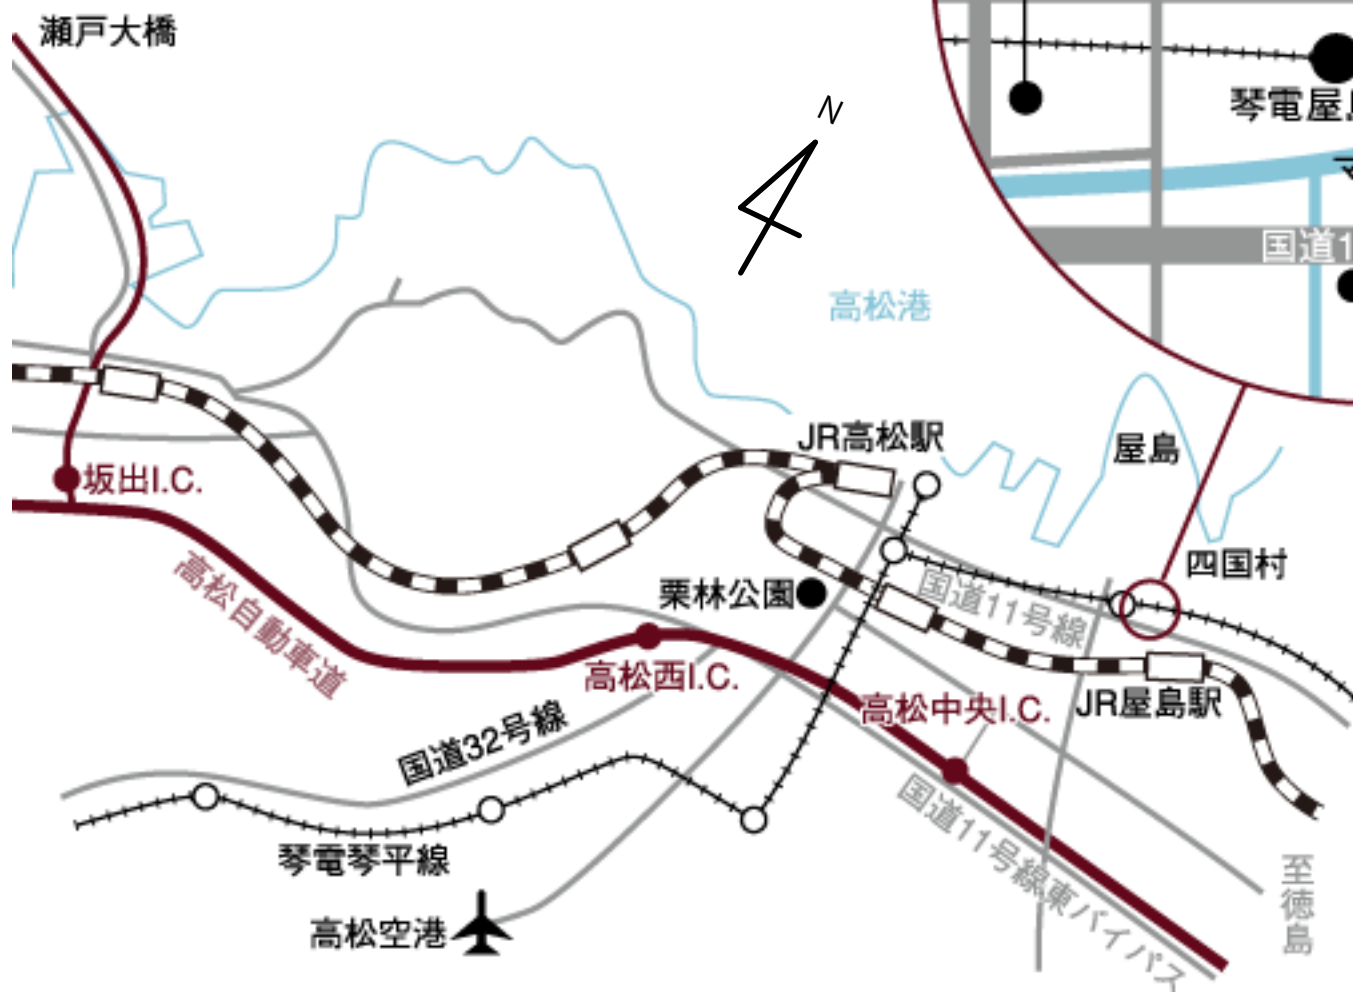 瀬戸大橋
N
琴電屋島
マ
国道1
高松港
JR高松駅
屋島
坂出I.C.
四国村
栗林公園
国道11号線
高松自動車道
高松西I.C.
高松中央I.C.
JR屋島駅
国道32号線
国道11号線東バイパス
琴電琴平線
至徳島
高松空港